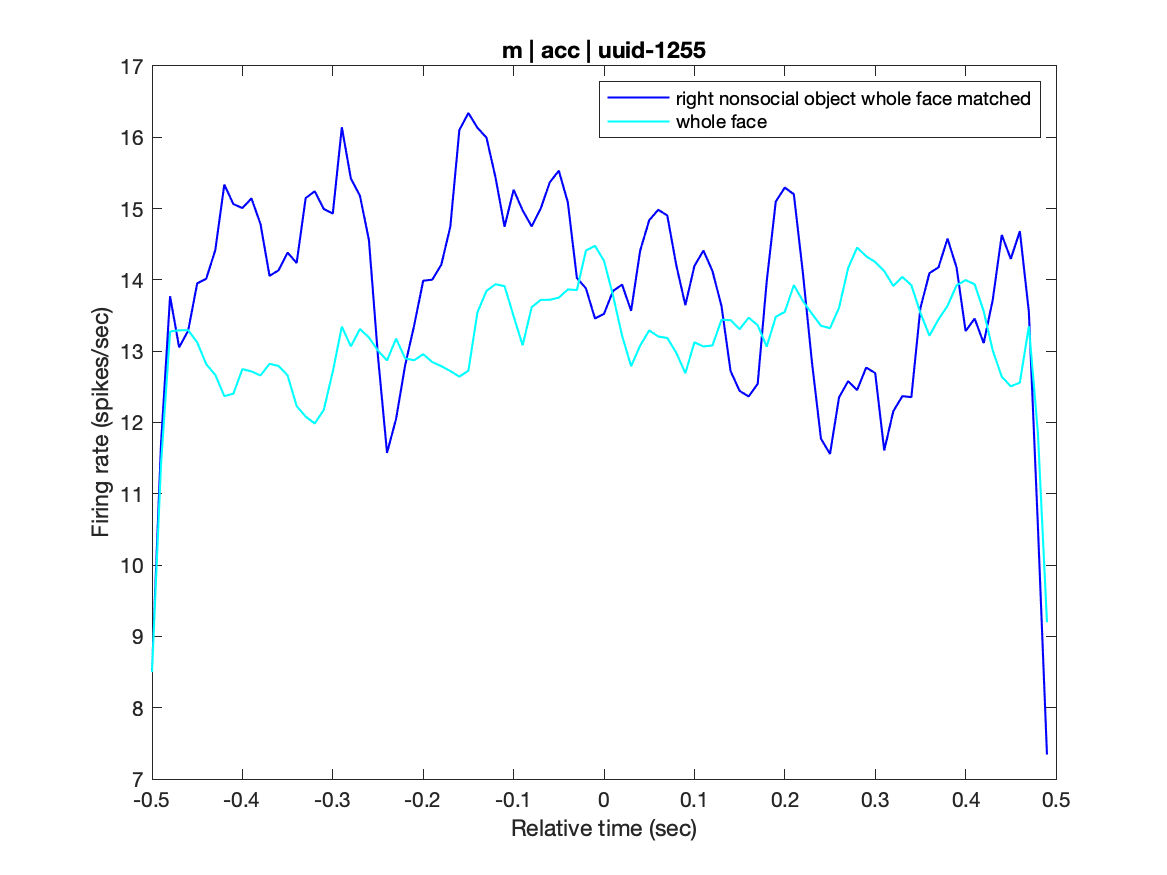 m | acc | uuid-1255
right nonsocial object whole face matched
whole face
17
16
15
14
13
12
11
10
9
8
7
Firing rate (spikes/sec)
-0.5 -0.4 -0.3 -0.2 -0.1 0 0.1 0.2 0.3 0.4 0.5
Relative time (sec)